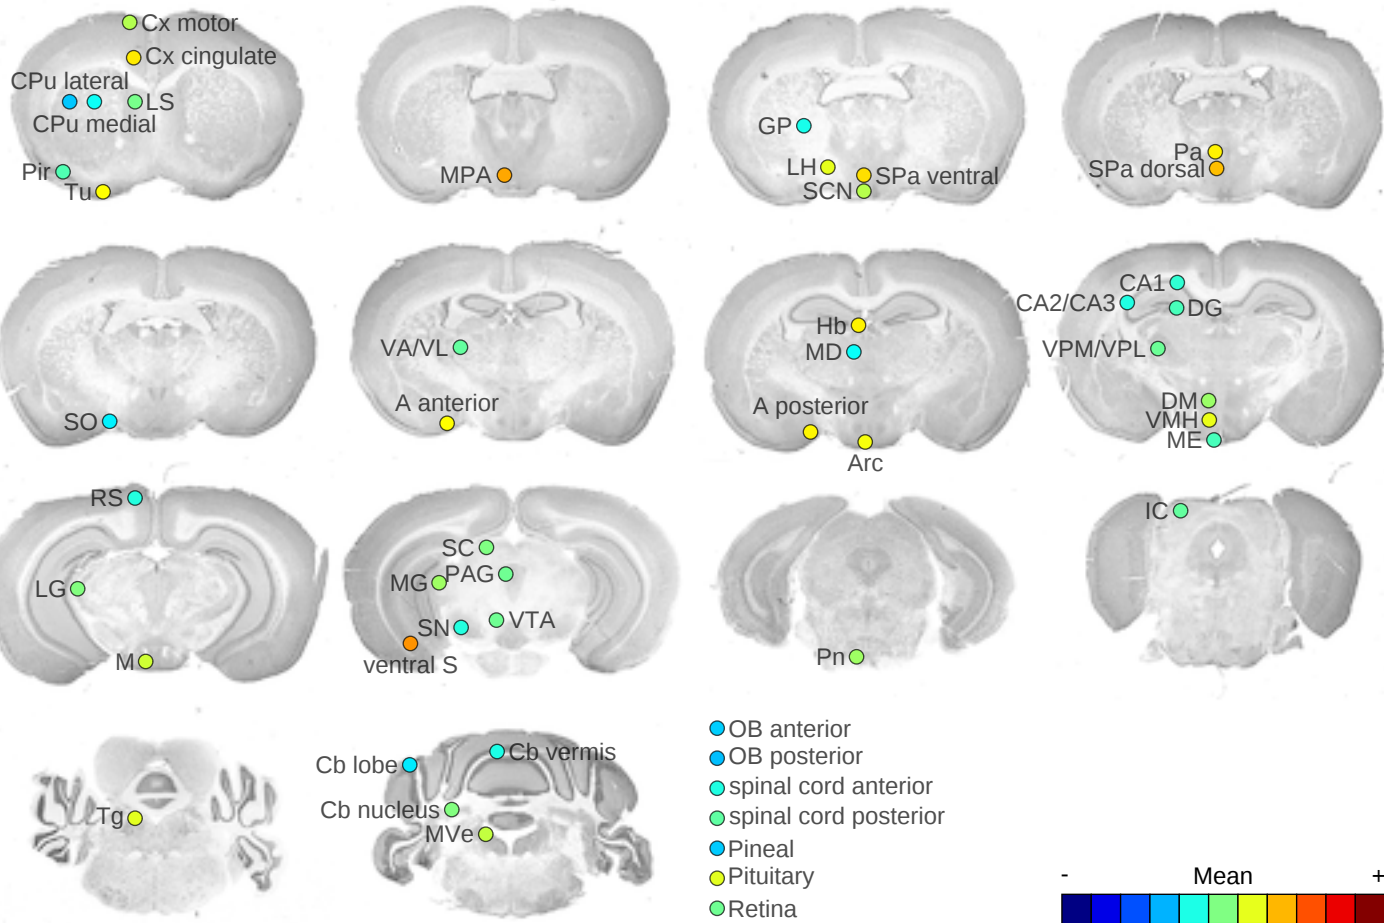 Cx motor
Cx cingulate
CPu lateral
LS
CPu medial
Pir
Tu
MPA
GP
LH
SPa ventral
SCN
Pa
SPa dorsal
SO
VA/VL
A anterior
Hb
MD
A posterior
Arc
CA1
CA2/CA3
DG
VPM/VPL
DM
VMH
ME
RS
LG
M
SC
MG
PAG
SN
VTA
ventral S
Pn
IC
Tg
Cb lobe
Cb vermis
Cb nucleus
MVe
OB anterior
OB posterior
spinal cord anterior
spinal cord posterior
Pineal
Pituitary
Retina
- Mean +